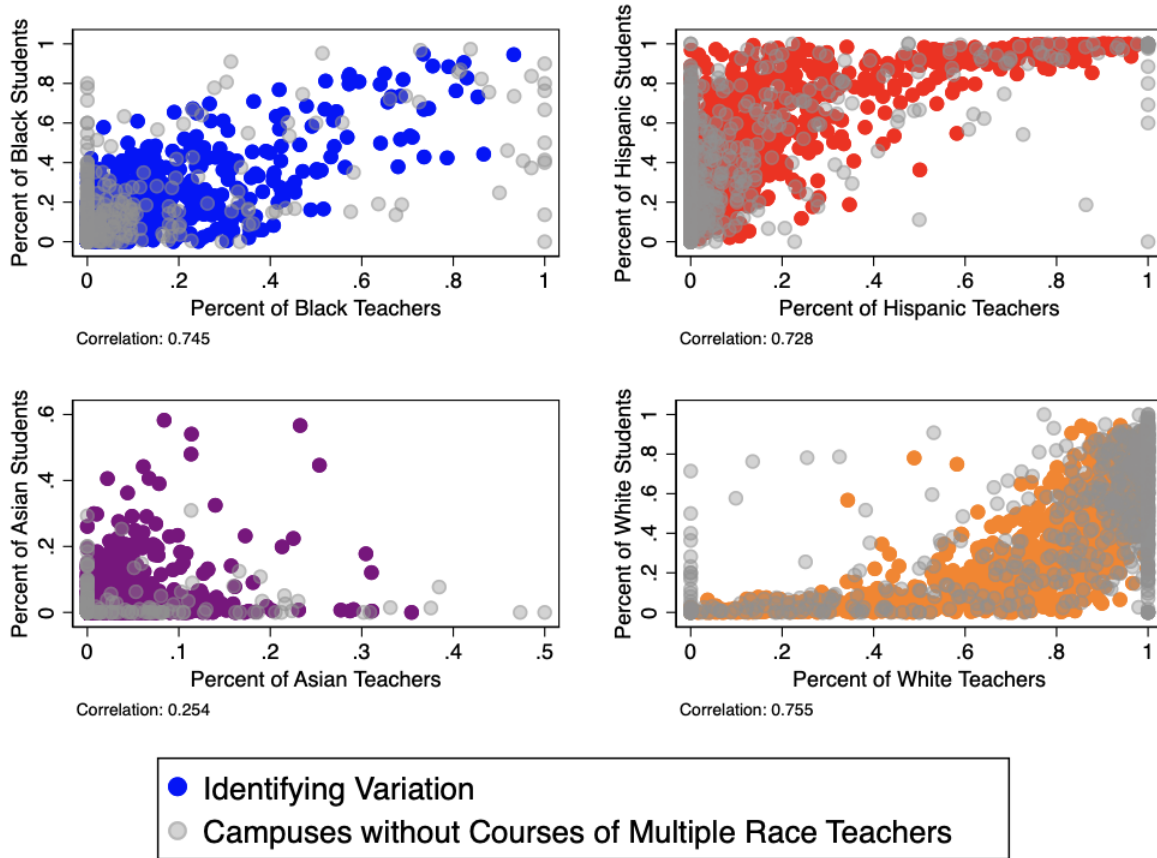 Percent of Black Students
0 .2 .4 .6 .8 1
0 .2 .4 .6 .8 1
Percent of Black Teachers
Correlation: 0.745
Percent of Hispanic Students
0 .2 .4 .6 .8 1
0 .2 .4 .6 .8 1
Percent of Hispanic Teachers
Correlation: 0.728
Percent of Asian Students
0 .2 .4 .6
0 .1 .2 .3 .4 .5
Percent of Asian Teachers
Correlation: 0.254
Percent of White Students
0 .2 .4 .6 .8 1
0 .2 .4 .6 .8 1
Percent of White Teachers
Correlation: 0.755
Identifying Variation
Campuses without Courses of Multiple Race Teachers